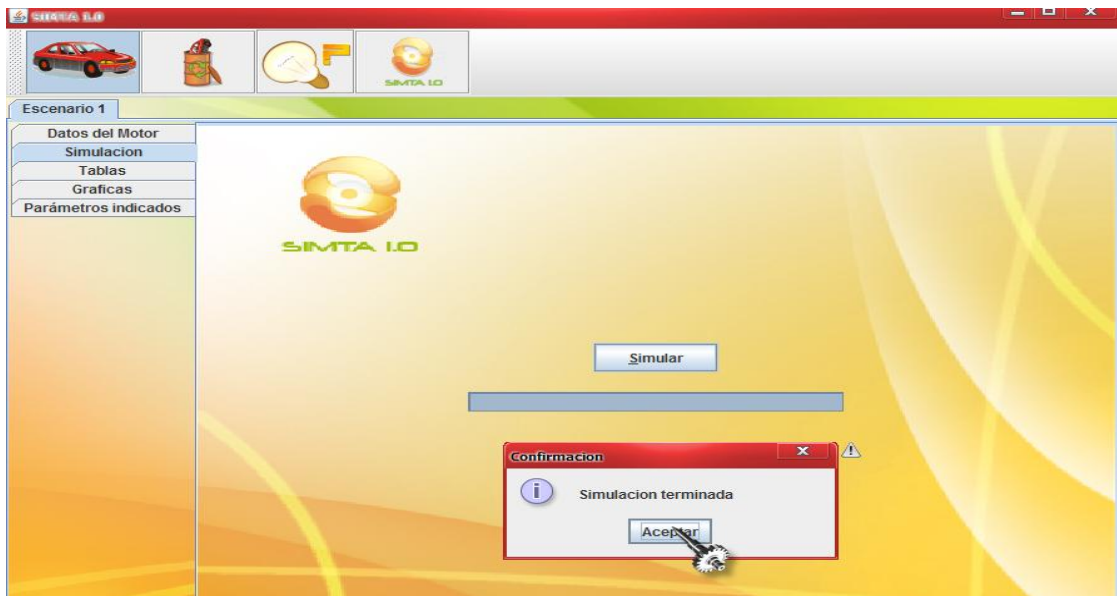 SIMTA 1.0
SIMTA 1.0
Escenario 1
Datos del Motor
Simulacion
Tablas
Graficas
Parámetros indicados
SIMTA 1.0
Simular
Confirmacion
Simulacion terminada
Aceptar